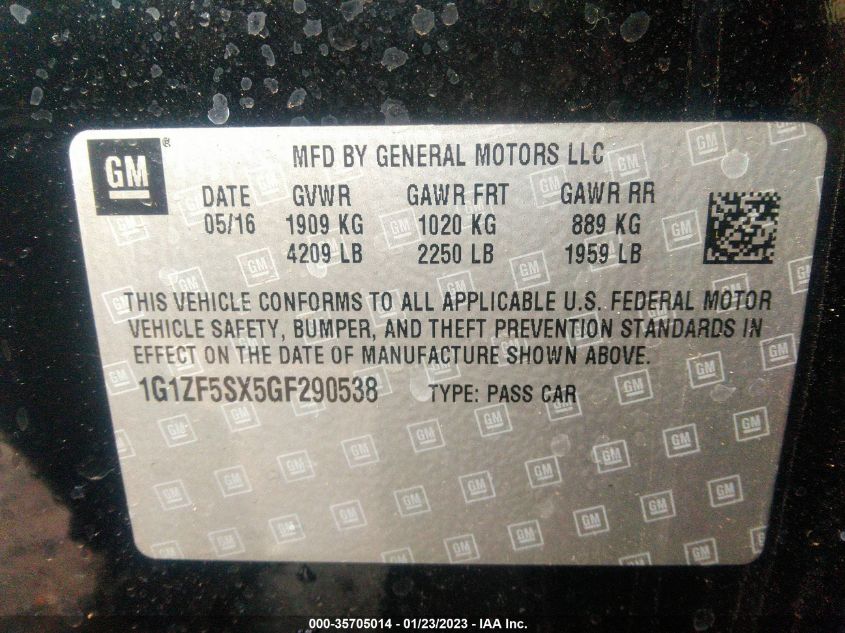 GM
MFD BY GENERAL MOTORS LLC
DATE GVWR GAWR FRT GAWR RR
05/16 1909 KG 1020 KG 889 KG
4209 LB 2250 LB 1959 LB
THIS VEHICLE CONFORMS TO ALL APPLICABLE U.S. FEDERAL MOTOR
VEHICLE SAFETY, BUMPER, AND THEFT PREVENTION STANDARDS IN
EFFECT ON THE DATE OF MANUFACTURE SHOWN ABOVE.
1G1ZF5SX5GF290538 TYPE: PASS CAR
000-35705014 - 01/23/2023 - IAA Inc.